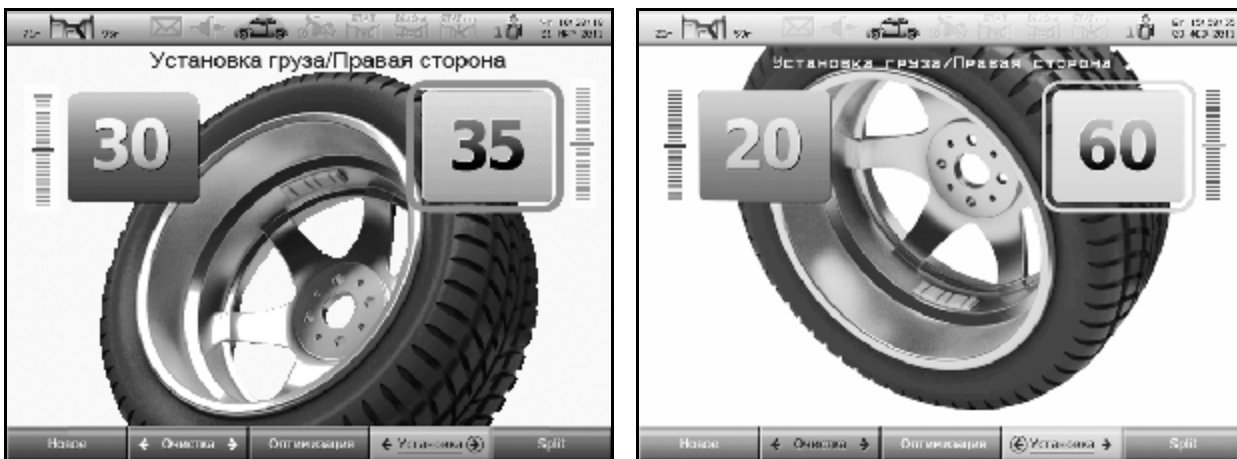 Установка груза/Правая сторона
30
35
Новое
Очистка
Оптимизация
Установка
Split
Установка груза/Правая сторона
20
60
Новое
Очистка
Оптимизация
Установка
Split